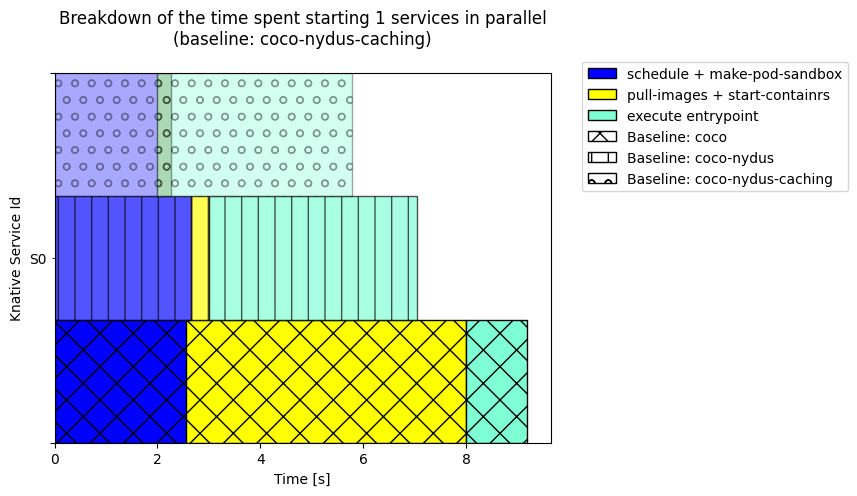 Breakdown of the time spent starting 1 services in parallel
(baseline: coco-nydus-caching)
schedule + make-pod-sandbox
pull-images + start-containrs
execute entrypoint
Baseline: coco
Baseline: coco-nydus
Baseline: coco-nydus-caching
Knative Service Id
S0
0 2 4 6 8
Time [s]